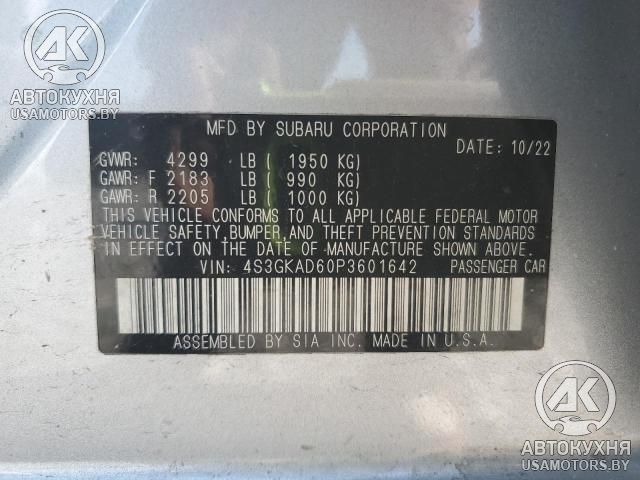 AK
АВТОКУХНЯ
USAMOTORS.BY
MFD BY SUBARU CORPORATION
DATE: 10/22
GVWR: 4299 LB ( 1950 KG)
GAWR: F 2183 LB ( 990 KG)
GAWR: R 2205 LB ( 1000 KG)
THIS VEHICLE CONFORMS TO ALL APPLICABLE FEDERAL MOTOR
VEHICLE SAFETY, BUMPER, AND THEFT PREVENTION STANDARDS
IN EFFECT ON THE DATE OF MANUFACTURE SHOWN ABOVE.
VIN: 4S3GKAD60P3601642 PASSENGER CAR
ASSEMBLED BY SIA INC. MADE IN U.S.A.
AK
АВТОКУХНЯ
USAMOTORS.BY